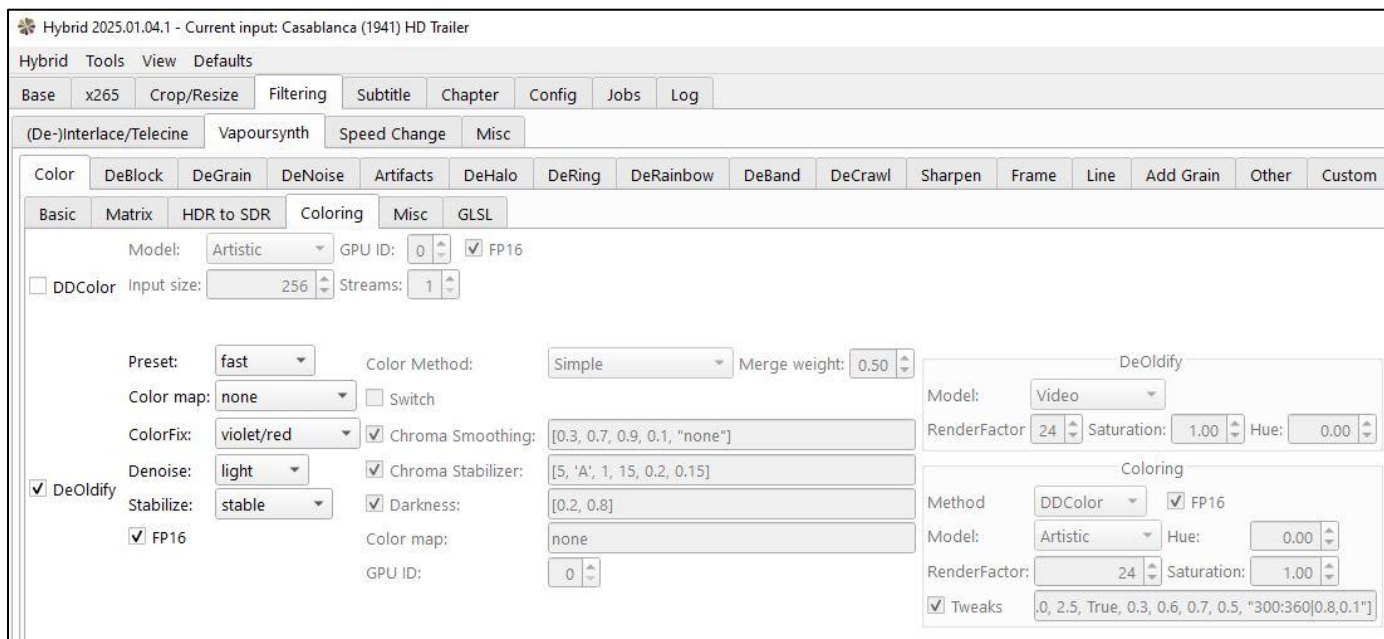 Hybrid 2025.01.04.1 - Current input: Casablanca (1941) HD Trailer
Hybrid Tools View Defaults
Base x265 Crop/Resize Filtering Subtitle Chapter Config Jobs Log
(De-)Interlace/Telecine Vapoursynth Speed Change Misc
Color DeBlock DeGrain DeNoise Artifacts DeHalo DeRing DeRainbow DeBand DeCrawl Sharpen Frame Line Add Grain Other Custom
Basic Matrix HDR to SDR Coloring Misc GLSL
Model: Artistic GPU ID: 0 FP16
DDColor Input size: 256 Streams: 1
Preset: fast Color Method: Simple Merge weight: 0.50 DeOldify
Color map: none Switch Model: Video
ColorFix: violet/red Chroma Smoothing: [0.3, 0.7, 0.9, 0.1, "none"] RenderFactor 24 Saturation: 1.00 Hue: 0.00
Denoise: light Chroma Stabilizer: [5, 'A', 1, 15, 0.2, 0.15] Coloring
DeOldify Stabilize: stable Darkness: [0.2, 0.8] Method DDColor FP16
FP16 Color map: none Model: Artistic Hue: 0.00
GPU ID: 0 RenderFactor: 24 Saturation: 1.00
Tweaks .0, 2.5, True, 0.3, 0.6, 0.7, 0.5, "300:360|0.8,0.1"]